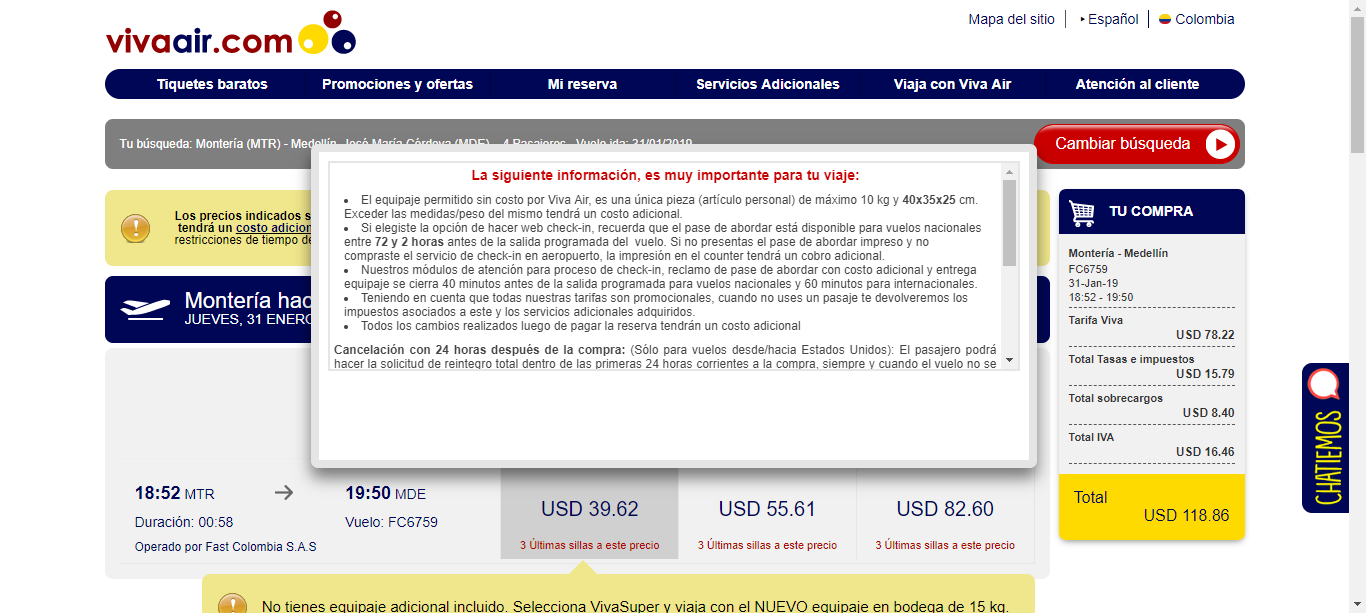 vivaair.com
Mapa del sitio
Español
Colombia
Tiquetes baratos
Promociones y ofertas
Mi reserva
Servicios Adicionales
Viaja con Viva Air
Atención al cliente
Tu búsqueda: Montería (MTR) - Medellín, José María Córdova (MDE) - 4 Pasajeros - Vuelo ida: 31/01/2019
Cambiar búsqueda
Los precios indicados s
tendrá un costo adicion
restricciones de tiempo de
Montería hac
JUEVES, 31 ENERO
La siguiente información, es muy importante para tu viaje:
• El equipaje permitido sin costo por Viva Air, es una única pieza (artículo personal) de máximo 10 kg y 40x35x25 cm.
Exceder las medidas/peso del mismo tendrá un costo adicional.
• Si elegiste la opción de hacer web check-in, recuerda que el pase de abordar está disponible para vuelos nacionales
entre 72 y 2 horas antes de la salida programada del vuelo. Si no presentas el pase de abordar impreso y no
compraste el servicio de check-in en aeropuerto, la impresión en el counter tendrá un cobro adicional.
• Nuestros módulos de atención para proceso de check-in, reclamo de pase de abordar con costo adicional y entrega
equipaje se cierra 40 minutos antes de la salida programada para vuelos nacionales y 60 minutos para internacionales.
• Teniendo en cuenta que todas nuestras tarifas son promocionales, cuando no uses un pasaje te devolveremos los
impuestos asociados a este y los servicios adicionales adquiridos.
• Todos los cambios realizados luego de pagar la reserva tendrán un costo adicional
Cancelación con 24 horas después de la compra: (Sólo para vuelos desde/hacia Estados Unidos): El pasajero podrá
hacer la solicitud de reintegro total dentro de las primeras 24 horas corrientes a la compra, siempre y cuando el vuelo no se
18:52 MTR
19:50 MDE
Duración: 00:58
Vuelo: FC6759
Operado por Fast Colombia S.A.S
USD 39.62
3 Últimas sillas a este precio
USD 55.61
3 Últimas sillas a este precio
USD 82.60
3 Últimas sillas a este precio
No tienes equipaje adicional incluido. Selecciona VivaSuper y viaja con el NUEVO equipaje en bodega de 15 kg.
TU COMPRA
Montería - Medellín
FC6759
31-Jan-19
18:52 - 19:50
Tarifa Viva
USD 78.22
Total Tasas e impuestos
USD 15.79
Total sobrecargos
USD 8.40
Total IVA
USD 16.46
Total
USD 118.86
CHATIEMOS